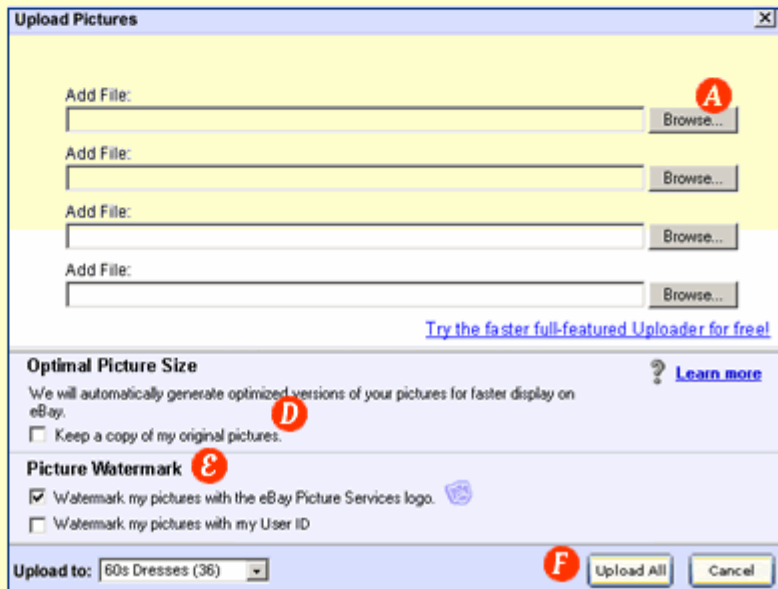 Upload Pictures
A
Add File:
Browse...
Add File:
Browse...
Add File:
Browse...
Add File:
Browse...
Try the faster full-featured Uploader for free!
Optimal Picture Size
? Learn more
We will automatically generate optimized versions of your pictures for faster display on
eBay.
D
Keep a copy of my original pictures.
Picture Watermark E
Watermark my pictures with the eBay Picture Services logo.
Watermark my pictures with my User ID
Upload to: 60s Dresses (36) F Upload All Cancel